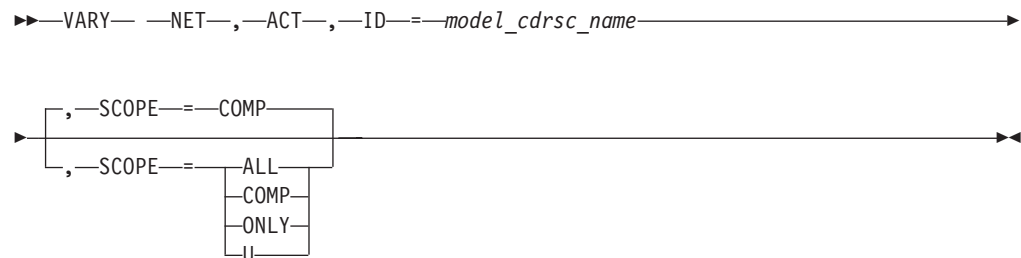 VARY NET , ACT , ID = model_cdrsc_name
, SCOPE = COMP
, SCOPE = ALL
COMP
ONLY
U